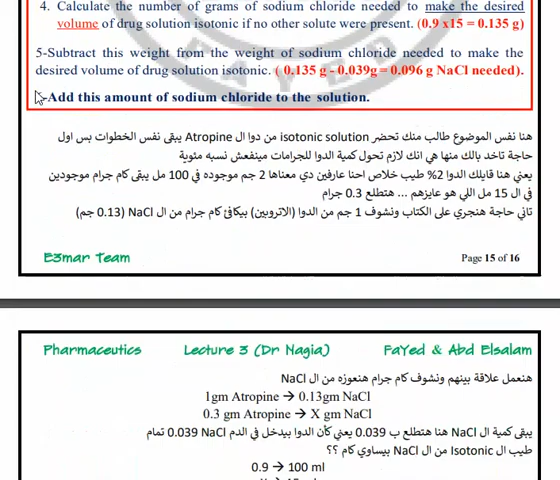 4. Calculate the number of grams of sodium chloride needed to make the desired
volume of drug solution isotonic if no other solute were present. (0.9 x15 = 0.135 g)
5-Subtract this weight from the weight of sodium chloride needed to make the
desired volume of drug solution isotonic. ( 0.135 g - 0.039g = 0.096 g NaCl needed).
-Add this amount of sodium chloride to the solution.
هنا نفس الموضوع طالب منك تحضر isotonic solution من دوا ال Atropine يبقى نفس الخطوات بس اول
حاجة تاخد بالك منها هي انك لازم تحول كمية الدوا للجرامات مينفعش نسبه مئوية
يعني هنا قايلك الدوا 2% طيب خلاص احنا عارفين دي معناها 2 جم موجوده في 100 مل يبقى كام جرام موجودين
في ال 15 مل اللي هو عايزهم ... هتطلع 0.3 جرام
تاني حاجة هنجري على الكتاب ونشوف 1 جم من الدوا (الاتروبين) بيكافئ كام جرام من ال NaCl (0.13 جم)
E3mar Team
Page 15 of 16
Pharmaceutics Lecture 3 (Dr Nagia) FaYed & Abd Elsalam
هنعمل علاقة بينهم ونشوف كام جرام هنعوزه من ال NaCl
1gm Atropine → 0.13gm NaCl
0.3 gm Atropine → X gm NaCl
يبقى كمية ال NaCl هنا هتطلع ب 0.039 يعني كأن الدوا بيدخل في الدم 0.039 NaCl تمام
طيب ال Isotonic من ال NaCl بيساوي كام ؟؟
0.9 → 100 ml